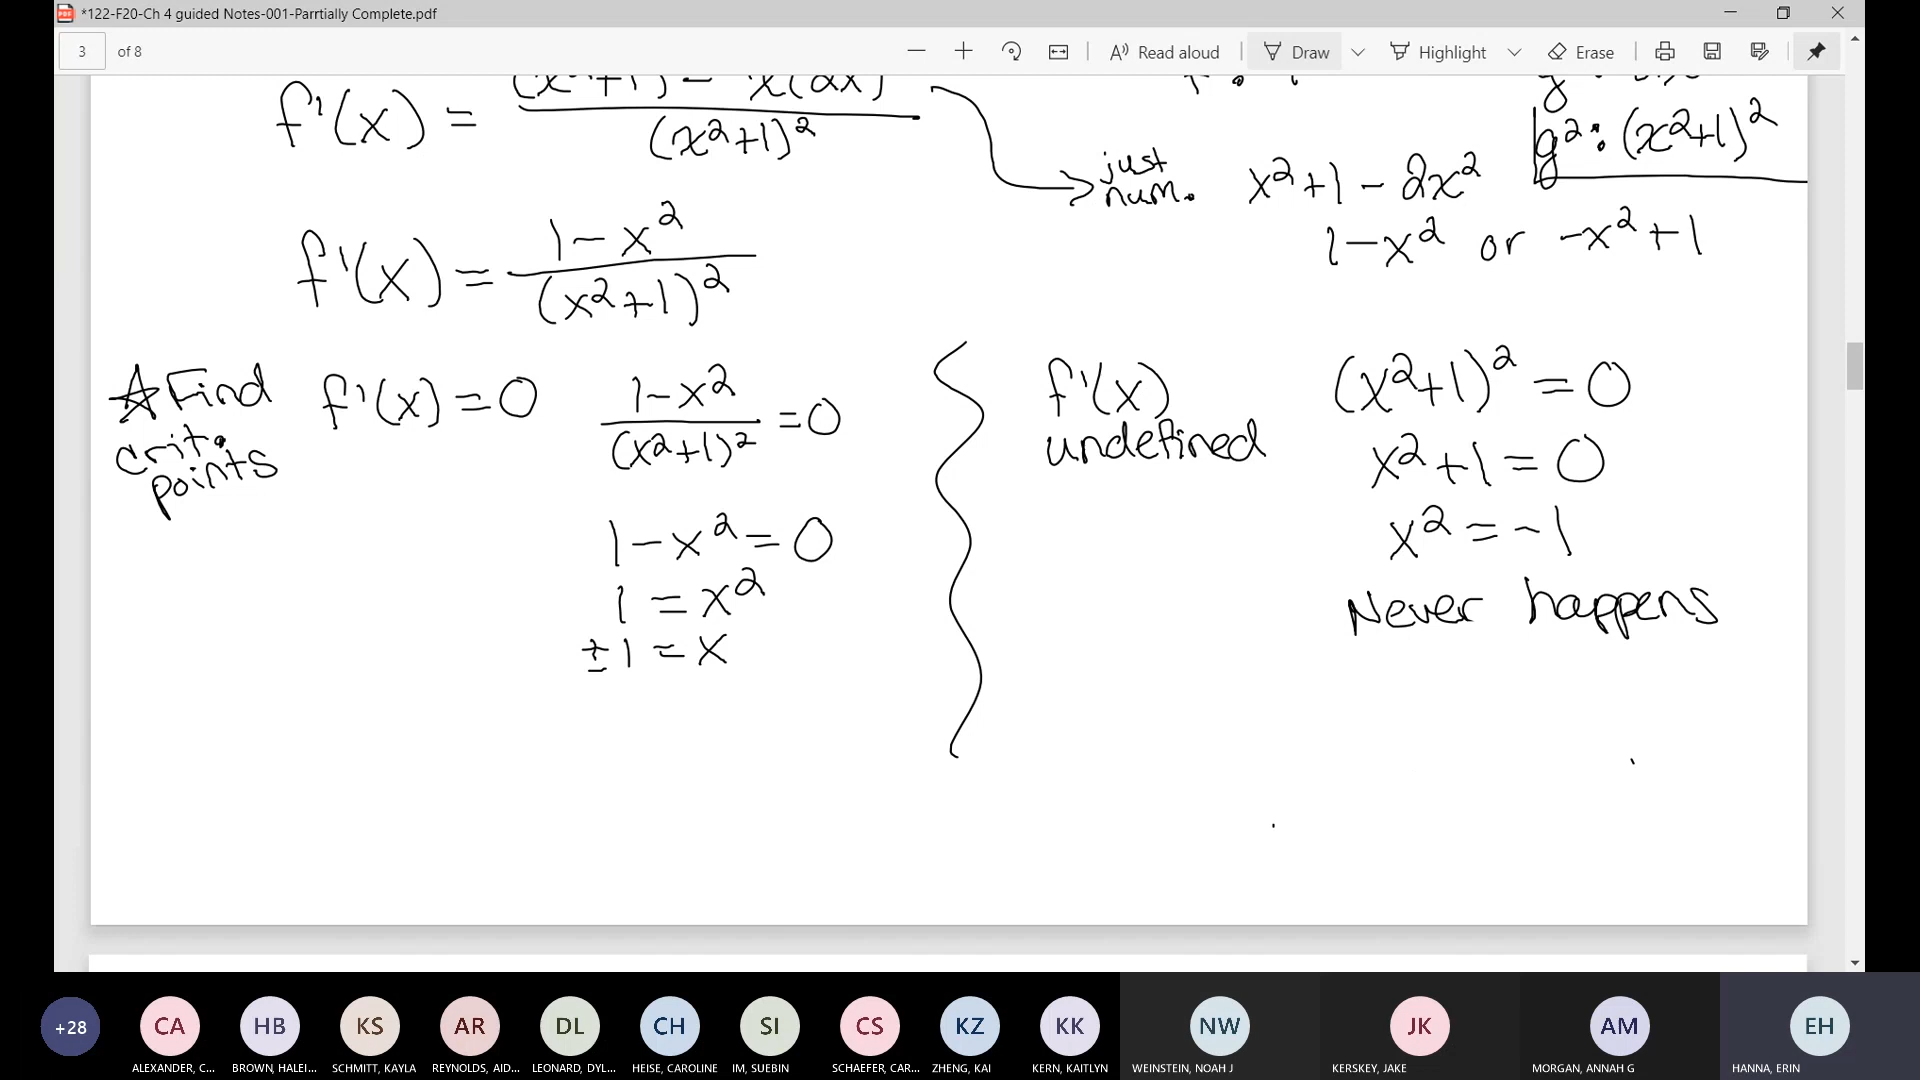 *122-F20-Ch 4 guided Notes-001-Parrtially Complete.pdf
3 of 8
Read aloud
Draw
Highlight
Erase
f'(x) = (x²+1) - x(2x) / (x²+1)²
g²: (x²+1)²
just num. x²+1 - 2x²
1-x² or -x²+1
f'(x) = 1-x² / (x²+1)²
☆ Find crit. points
f'(x) = 0
1-x² / (x²+1)² = 0
1-x² = 0
1 = x²
±1 = x
f'(x) undefined
(x²+1)² = 0
x²+1 = 0
x² = -1
Never happens
+28
CA
HB
KS
AR
DL
CH
SI
CS
KZ
KK
NW
JK
AM
EH
ALEXANDER, C...
BROWN, HALEI...
SCHMITT, KAYLA
REYNOLDS, AID...
LEONARD, DYL...
HEISE, CAROLINE
IM, SUEBIN
SCHAEFER, CAR...
ZHENG, KAI
KERN, KAITLYN
WEINSTEIN, NOAH J
KERSKEY, JAKE
MORGAN, ANNAH G
HANNA, ERIN